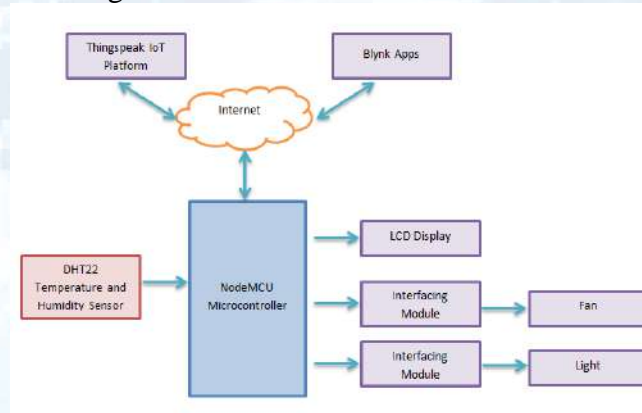 Thingspeak IoT
Platform
Blynk Apps
Internet
LCD Display
DHT22
Temperature and
Humidity Sensor
NodeMCU
Microcontroller
Interfacing
Module
Fan
Interfacing
Module
Light